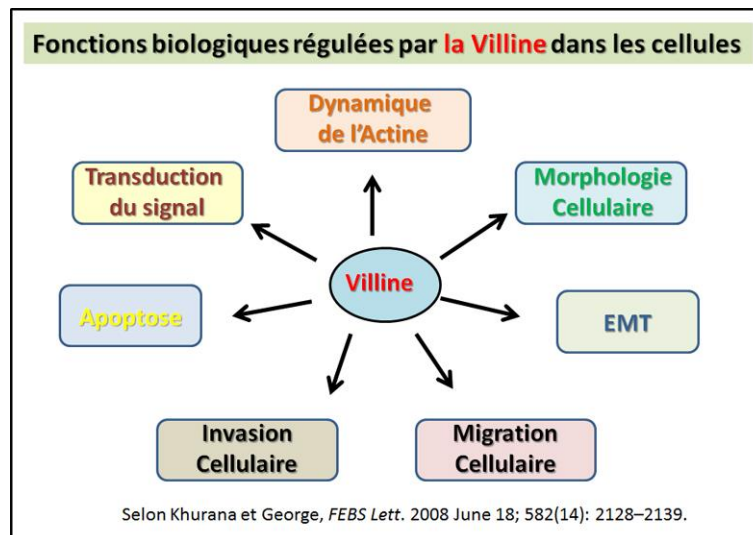 Fonctions biologiques régulées par la Villine dans les cellules
Dynamique
de l'Actine
Transduction
du signal
Morphologie
Cellulaire
Villine
Apoptose
EMT
Invasion
Cellulaire
Migration
Cellulaire
Selon Khurana et George, FEBS Lett. 2008 June 18; 582(14): 2128–2139.